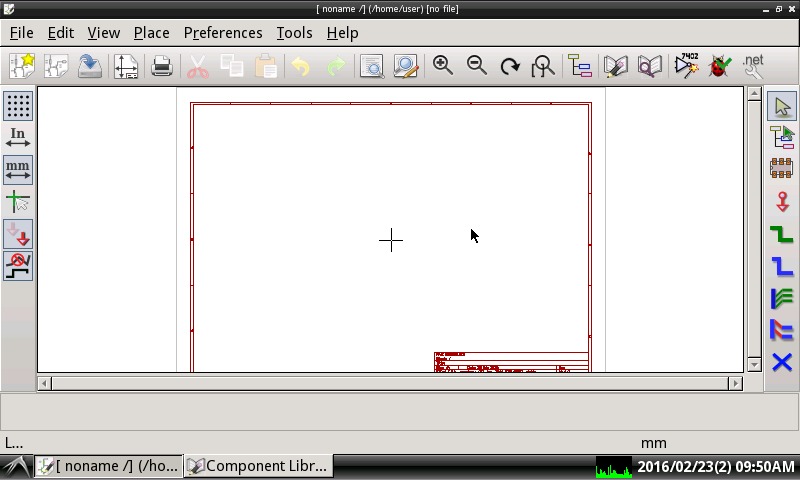 [ noname /] (/home/user) [no file]
File Edit View Place Preferences Tools Help
7402
.net
In
mm
L... mm
[ noname /] (/ho... Component Libr... 2016/02/23(2) 09:50AM